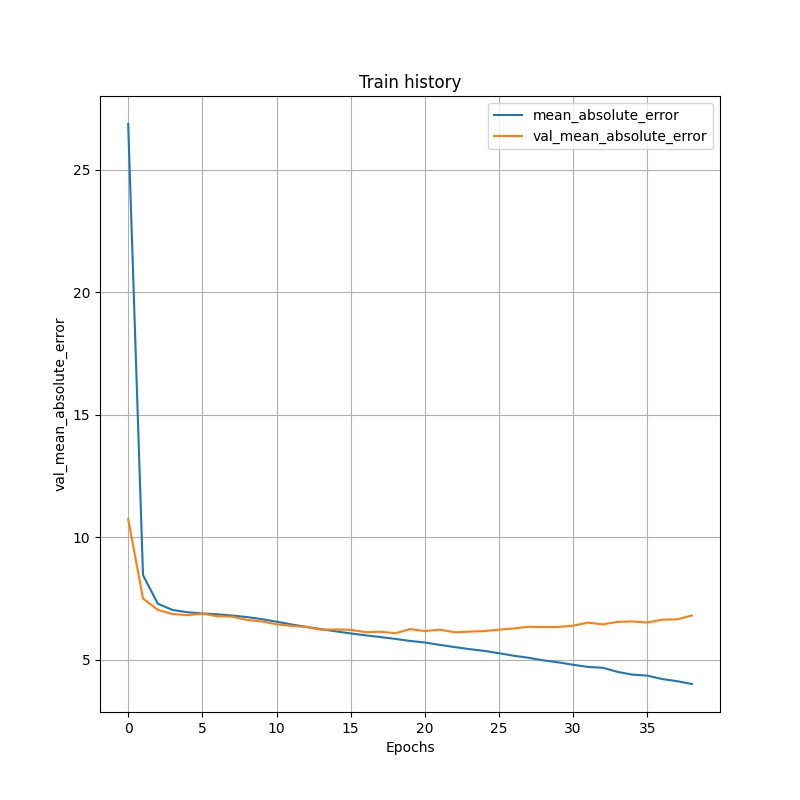 Train history
mean_absolute_error
val_mean_absolute_error
val_mean_absolute_error
25
20
15
10
5
0 5 10 15 20 25 30 35
Epochs